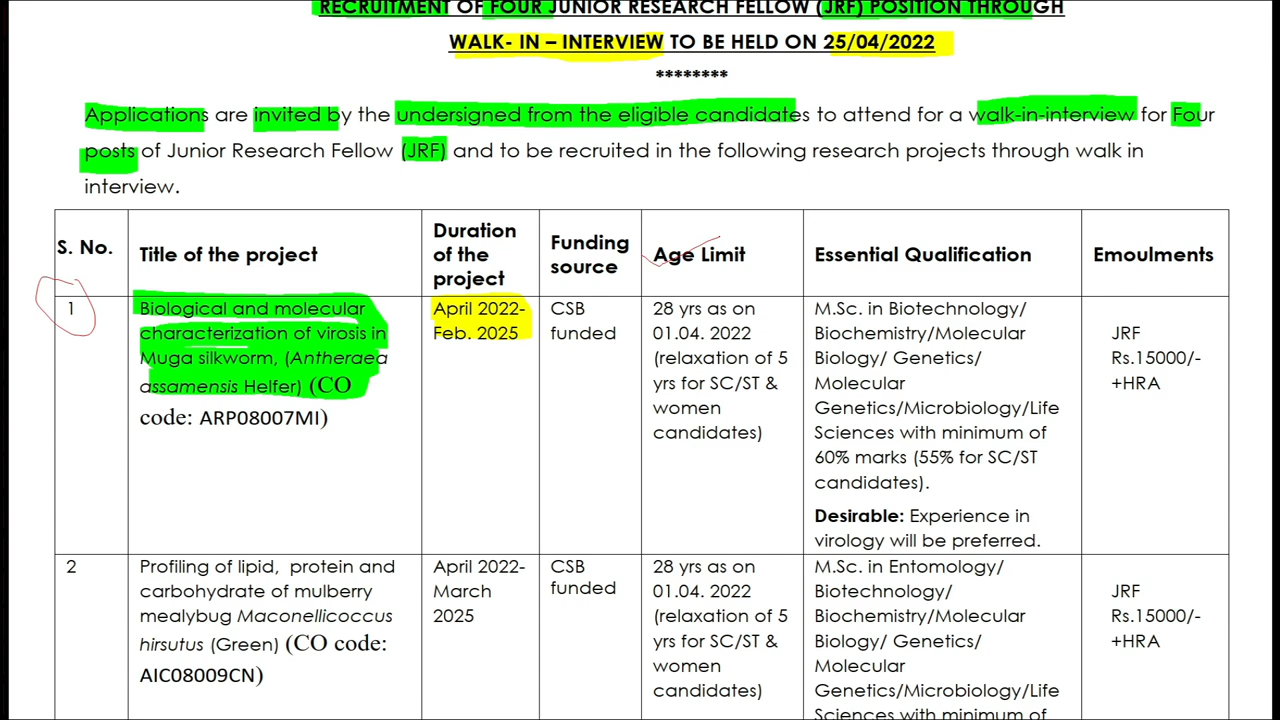 RECRUITMENT OF FOUR JUNIOR RESEARCH FELLOW (JRF) POSITION THROUGH
WALK- IN – INTERVIEW TO BE HELD ON 25/04/2022
********
Applications are invited by the undersigned from the eligible candidates to attend for a walk-in-interview for Four
posts of Junior Research Fellow (JRF) and to be recruited in the following research projects through walk in
interview.
S. No.
Title of the project
Duration
of the
project
Funding
source
Age Limit
Essential Qualification
Emoulments
1
Biological and molecular
characterization of virosis in
Muga silkworm, (Antheraea
assamensis Helfer) (CO
code: ARP08007MI)
April 2022-
Feb. 2025
CSB
funded
28 yrs as on
01.04. 2022
(relaxation of 5
yrs for SC/ST &
women
candidates)
M.Sc. in Biotechnology/
Biochemistry/Molecular
Biology/ Genetics/
Molecular
Genetics/Microbiology/Life
Sciences with minimum of
60% marks (55% for SC/ST
candidates).
Desirable: Experience in
virology will be preferred.
JRF
Rs.15000/-
+HRA
2
Profiling of lipid, protein and
carbohydrate of mulberry
mealybug Maconellicoccus
hirsutus (Green) (CO code:
AIC08009CN)
April 2022-
March
2025
CSB
funded
28 yrs as on
01.04. 2022
(relaxation of 5
yrs for SC/ST &
women
candidates)
M.Sc. in Entomology/
Biotechnology/
Biochemistry/Molecular
Biology/ Genetics/
Molecular
Genetics/Microbiology/Life
Sciences with minimum of
JRF
Rs.15000/-
+HRA